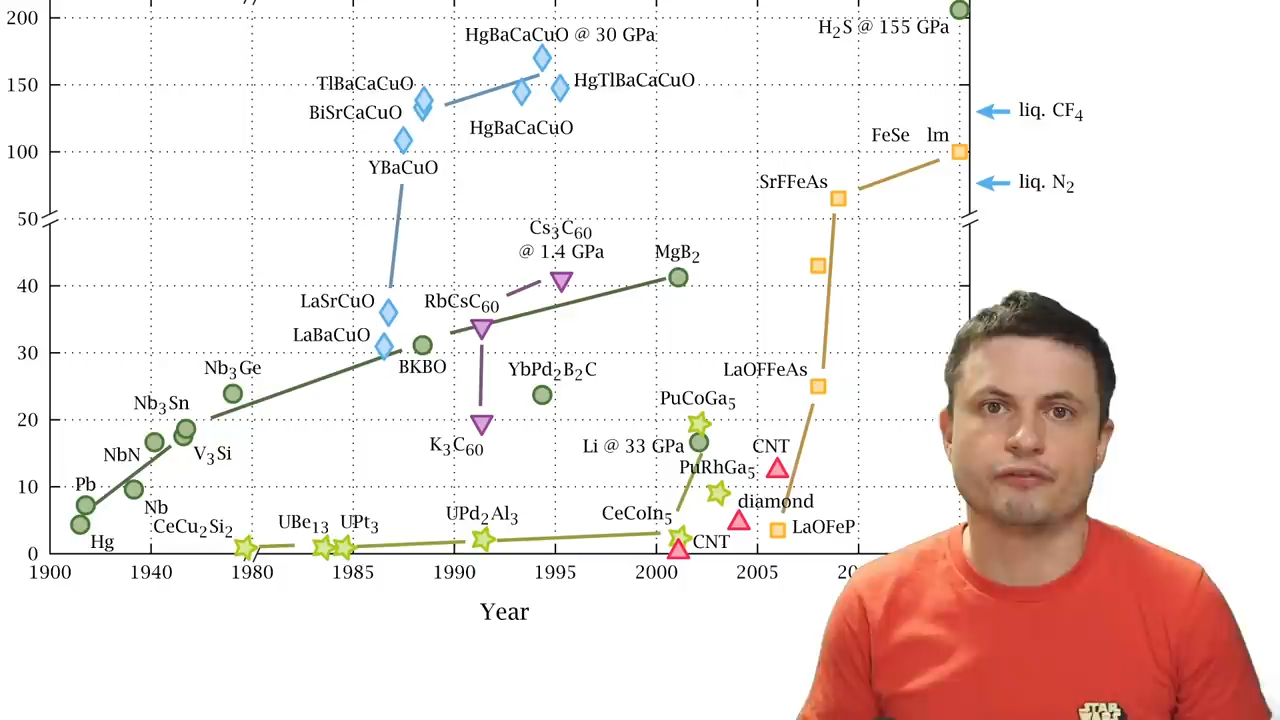 200
HgBaCaCuO @ 30 GPa
H₂S @ 155 GPa
150
TlBaCaCuO
HgTlBaCaCuO
BiSrCaCuO
HgBaCaCuO
liq. CF₄
100
YBaCuO
FeSe lm
SrFFeAs
liq. N₂
50
Cs₃C₆₀
@ 1.4 GPa
MgB₂
40
LaSrCuO
RbCsC₆₀
LaBaCuO
30
Nb₃Ge
BKBO
YbPd₂B₂C
LaOFFeAs
Nb₃Sn
PuCoGa₅
20
NbN
V₃Si
K₃C₆₀
Li @ 33 GPa
CNT
PuRhGa₅
Pb
10
Nb
diamond
CeCu₂Si₂
UBe₁₃
UPt₃
UPd₂Al₃
CeCoIn₅
LaOFeP
Hg
CNT
0
1900
1940
1980
1985
1990
1995
2000
2005
20
Year
STAR